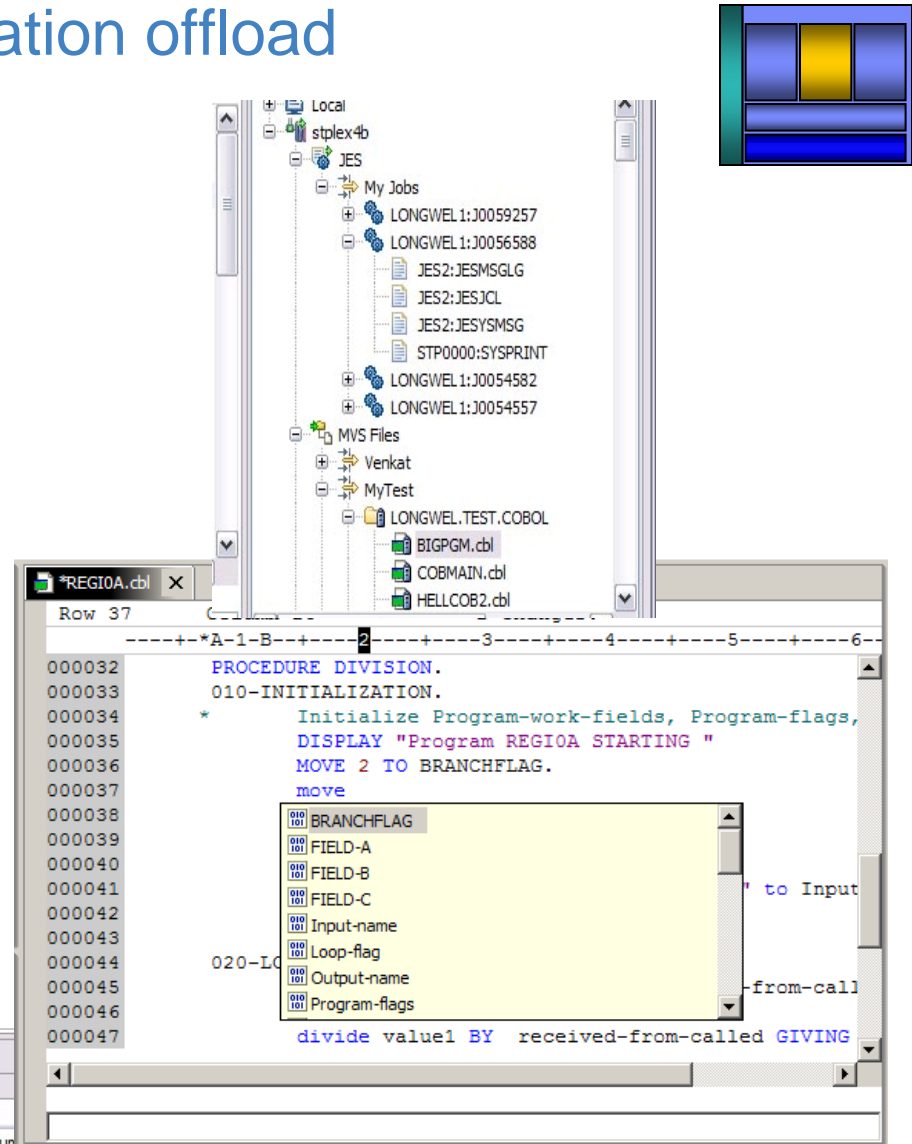 ation offload
Local
stplex4b
JES
My Jobs
LONGWEL1:J0059257
LONGWEL1:J0056588
JES2:JESMSGLG
JES2:JESJCL
JES2:JESYSMSG
STP0000:SYSPRINT
LONGWEL1:J0054582
LONGWEL1:J0054557
MVS Files
Venkat
MyTest
LONGWEL.TEST.COBOL
BIGPGM.cbl
COBMAIN.cbl
HELLCOB2.cbl
*REGI0A.cbl
Row 37
----+-*A-1-B--+----2----+----3----+----4----+----5----+----6--
000032 PROCEDURE DIVISION.
000033 010-INITIALIZATION.
000034 * Initialize Program-work-fields, Program-flags,
000035 DISPLAY "Program REGI0A STARTING "
000036 MOVE 2 TO BRANCHFLAG.
000037 move
000038 BRANCHFLAG
000039 FIELD-A
000040 FIELD-B
000041 FIELD-C " to Input
000042 Input-name
000043 Loop-flag
000044 020-LO Output-name
000045 Program-flags -from-call
000046
000047 divide value1 BY received-from-called GIVING